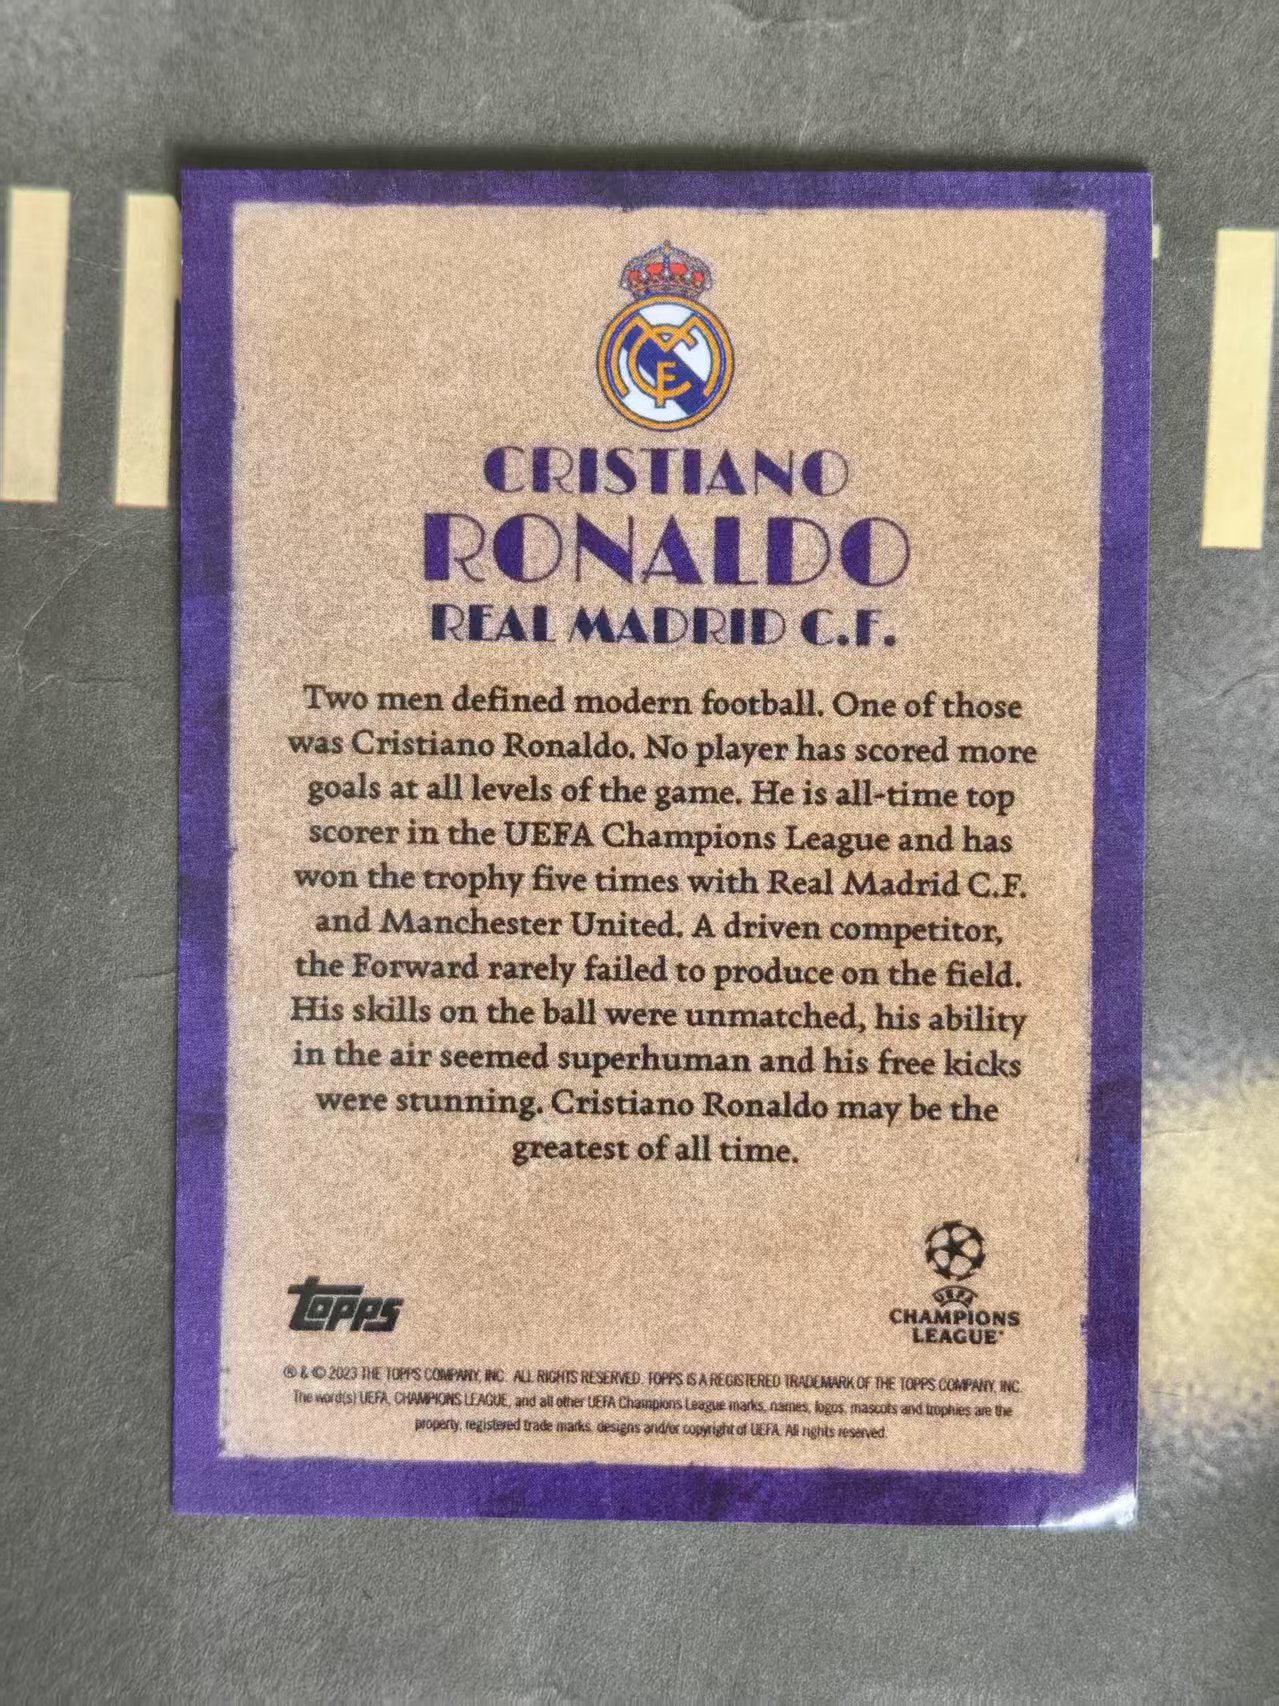 CRISTIANO
RONALDO
REAL MADRID C.F.
Two men defined modern football. One of those
was Cristiano Ronaldo. No player has scored more
goals at all levels of the game. He is all-time top
scorer in the UEFA Champions League and has
won the trophy five times with Real Madrid C.F.
and Manchester United. A driven competitor,
the Forward rarely failed to produce on the field.
His skills on the ball were unmatched, his ability
in the air seemed superhuman and his free kicks
were stunning. Cristiano Ronaldo may be the
greatest of all time.
topps
UEFA
CHAMPIONS
LEAGUE®
® & © 2023 THE TOPPS COMPANY, INC. ALL RIGHTS RESERVED. TOPPS IS A REGISTERED TRADEMARK OF THE TOPPS COMPANY, INC.
The word(s) UEFA, CHAMPIONS LEAGUE, and all other UEFA Champions League marks, names, logos, mascots and trophies are the
property, registered trade marks, designs and/or copyright of UEFA. All rights reserved.